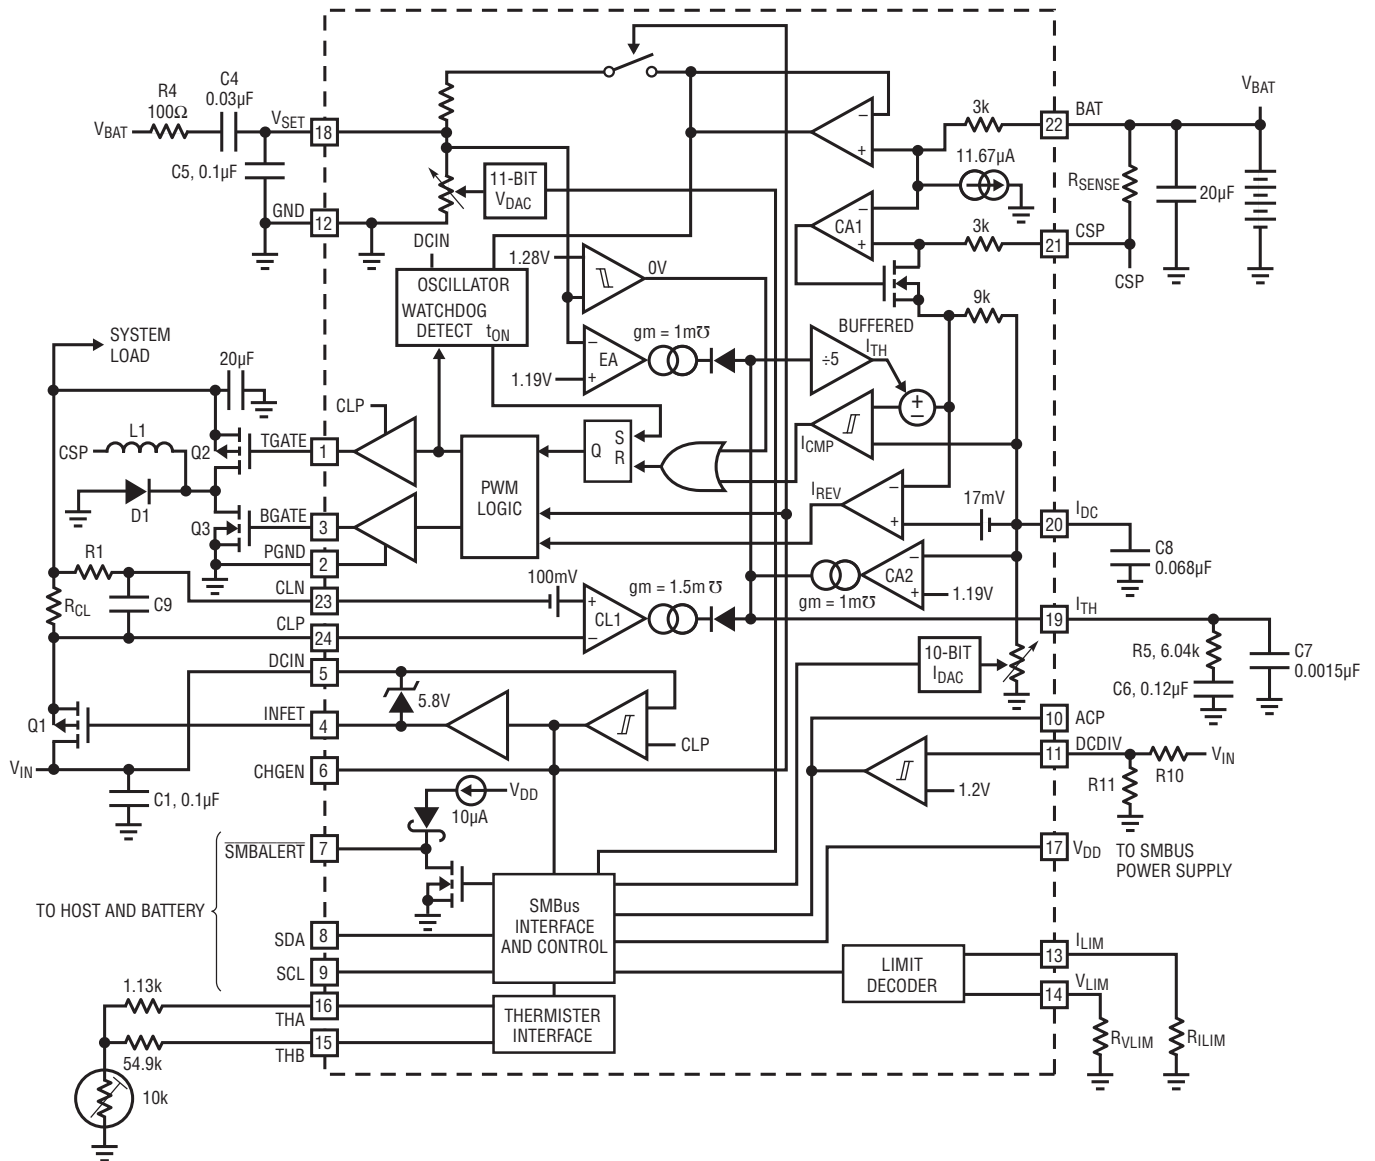 C4
0.03µF
R4
100Ω
VBAT
C5, 0.1µF
VSET
18
GND
12
11-BIT
VDAC
DCIN
OSCILLATOR
WATCHDOG
DETECT tON
1.28V
0V
EA
1.19V
gm = 1m℧
3k
22
BAT
VBAT
11.67µA
RSENSE
20µF
CA1
3k
21
CSP
CSP
9k
BUFFERED
ITH
÷5
ICMP
SYSTEM
LOAD
20µF
CLP
L1
CSP
Q2
TGATE
1
D1
Q3
BGATE
3
PGND
2
PWM
LOGIC
Q
S
R
IREV
17mV
20
IDC
C8
0.068µF
CA2
1.19V
gm = 1m℧
R1
RCL
C9
CLN
23
CLP
24
100mV
CL1
gm = 1.5m ℧
19
ITH
R5, 6.04k
C7
0.0015µF
C6, 0.12µF
10-BIT
IDAC
DCIN
5
5.8V
Q1
INFET
4
CLP
VIN
C1, 0.1µF
CHGEN
6
10
ACP
11
DCDIV
R10
VIN
R11
1.2V
VDD
10µA
SMBALERT
7
17
VDD
TO SMBUS
POWER SUPPLY
TO HOST AND BATTERY
SMBus
INTERFACE
AND CONTROL
SDA
8
SCL
9
LIMIT
DECODER
13
ILIM
14
VLIM
RVLIM
RILIM
1.13k
THA
16
THERMISTER
INTERFACE
54.9k
THB
15
10k